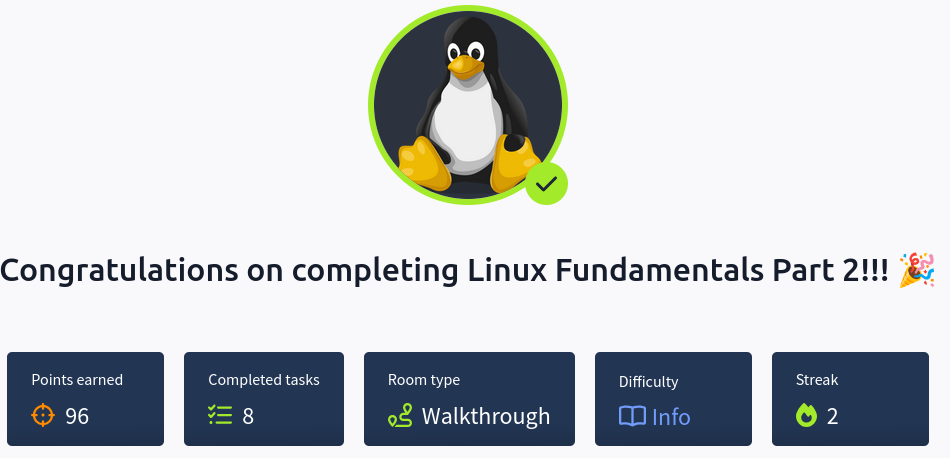 Congratulations on completing Linux Fundamentals Part 2!!! 🎉
Points earned
96
Completed tasks
8
Room type
Walkthrough
Difficulty
Info
Streak
2